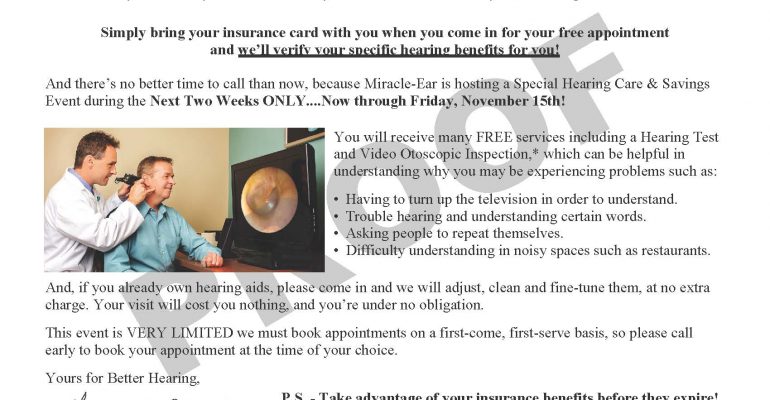 Simply bring your insurance card with you when you come in for your free appointment
and we'll verify your specific hearing benefits for you!
And there's no better time to call than now, because Miracle-Ear is hosting a Special Hearing Care & Savings
Event during the Next Two Weeks ONLY....Now through Friday, November 15th!
You will receive many FREE services including a Hearing Test
and Video Otoscopic Inspection,* which can be helpful in
understanding why you may be experiencing problems such as:
• Having to turn up the television in order to understand.
• Trouble hearing and understanding certain words.
• Asking people to repeat themselves.
• Difficulty understanding in noisy spaces such as restaurants.
And, if you already own hearing aids, please come in and we will adjust, clean and fine-tune them, at no extra
charge. Your visit will cost you nothing, and you're under no obligation.
This event is VERY LIMITED we must book appointments on a first-come, first-serve basis, so please call
early to book your appointment at the time of your choice.
Yours for Better Hearing,
P.S. - Take advantage of your insurance benefits before they expire!
PROOF